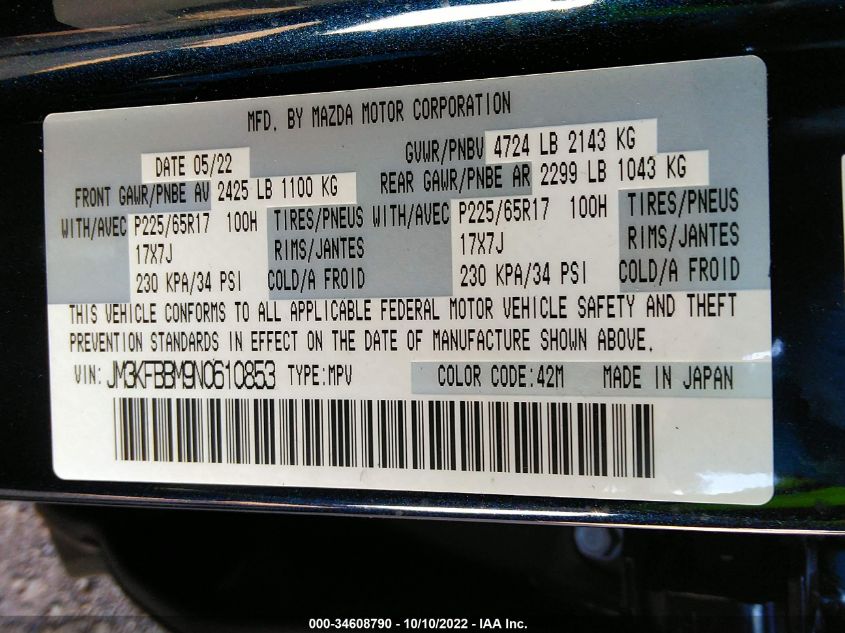 MFD. BY MAZDA MOTOR CORPORATION
DATE 05/22 GVWR/PNBV 4724 LB 2143 KG
FRONT GAWR/PNBE AV 2425 LB 1100 KG REAR GAWR/PNBE AR 2299 LB 1043 KG
WITH/AVEC P225/65R17 100H TIRES/PNEUS WITH/AVEC P225/65R17 100H TIRES/PNEUS
17X7J RIMS/JANTES 17X7J RIMS/JANTES
230 KPA/34 PSI COLD/A FROID 230 KPA/34 PSI COLD/A FROID
THIS VEHICLE CONFORMS TO ALL APPLICABLE FEDERAL MOTOR VEHICLE SAFETY AND THEFT
PREVENTION STANDARDS IN EFFECT ON THE DATE OF MANUFACTURE SHOWN ABOVE.
VIN: JM3KFBBM9N0610853 TYPE:MPV COLOR CODE:42M MADE IN JAPAN
000-34608790 - 10/10/2022 - IAA Inc.